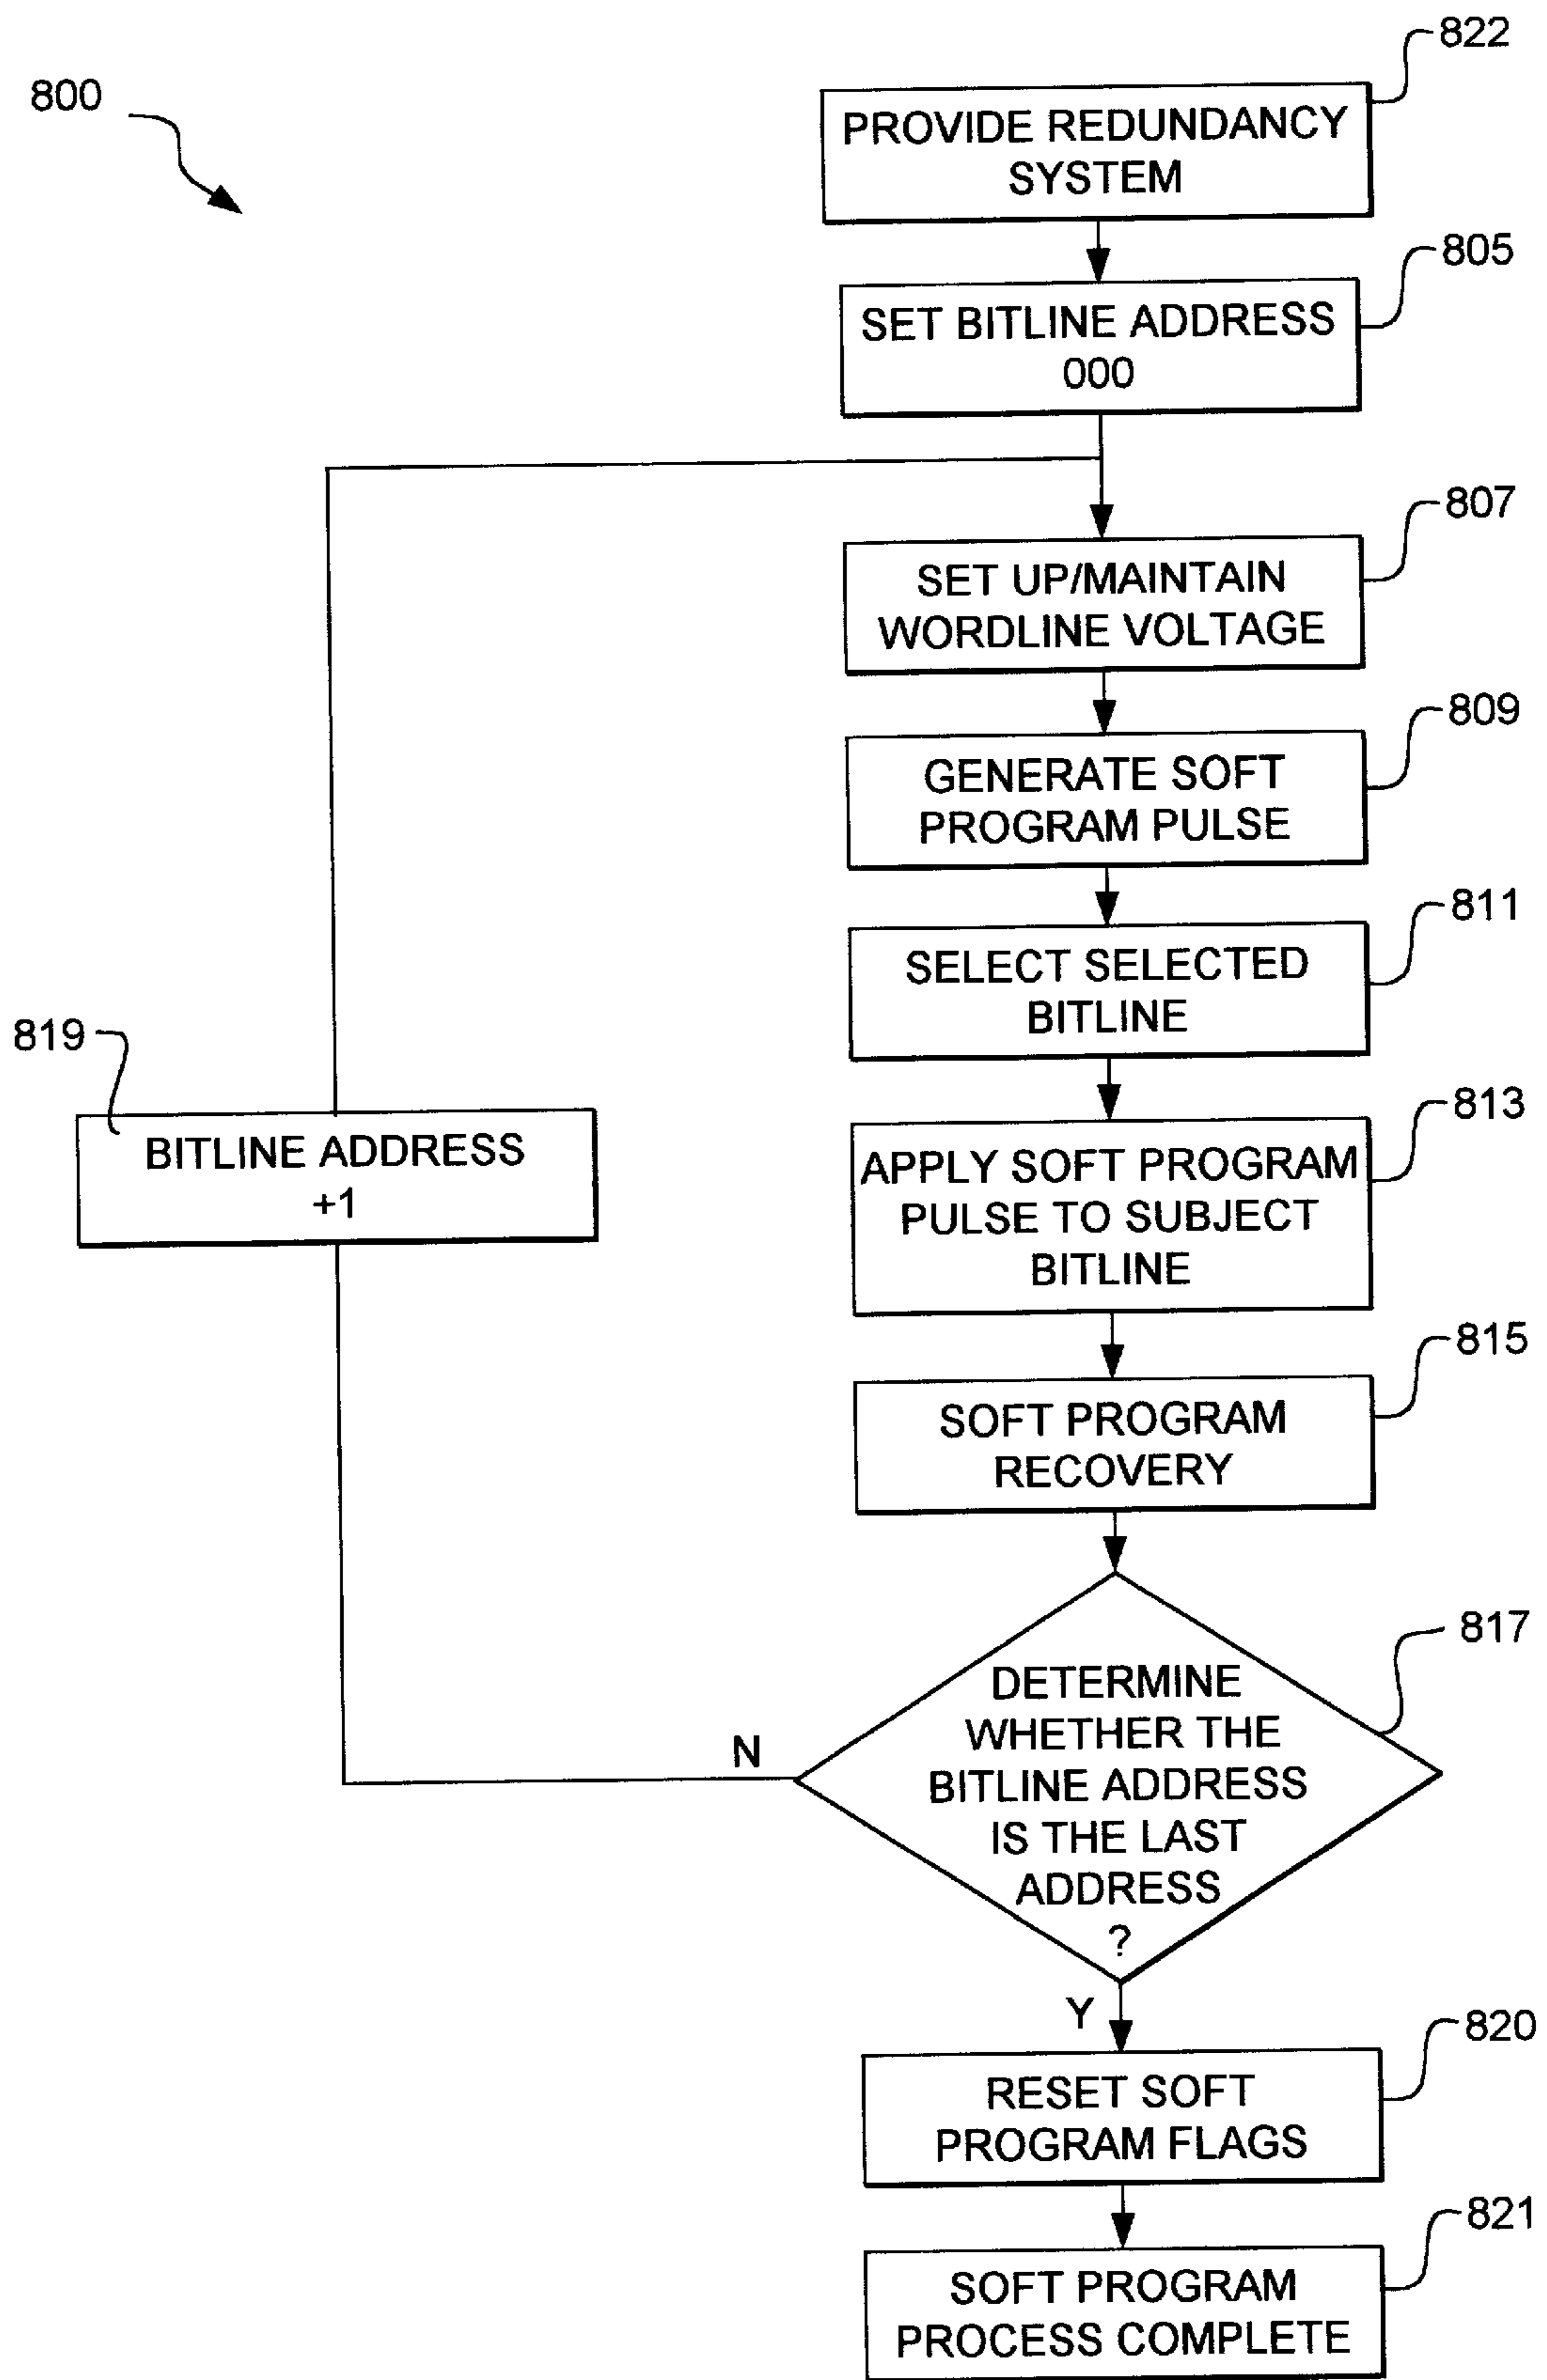 822
800
PROVIDE REDUNDANCY
SYSTEM
805
SET BITLINE ADDRESS
000
807
SET UP/MAINTAIN
WORDLINE VOLTAGE
809
GENERATE SOFT
PROGRAM PULSE
811
SELECT SELECTED
BITLINE
819
BITLINE ADDRESS
+1
813
APPLY SOFT PROGRAM
PULSE TO SUBJECT
BITLINE
815
SOFT PROGRAM
RECOVERY
817
DETERMINE
WHETHER THE
BITLINE ADDRESS
IS THE LAST
ADDRESS
?
N
Y
820
RESET SOFT
PROGRAM FLAGS
821
SOFT PROGRAM
PROCESS COMPLETE